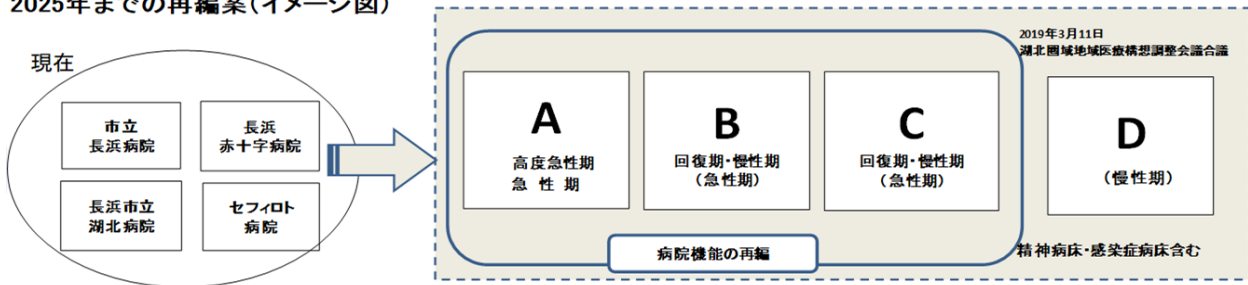 2025年までの再編案(イメージ図)
現在
市立
長浜病院
長浜
赤十字病院
長浜市立
湖北病院
セフィロト
病院
2019年3月11日
湖北圏域地域医療構想調整会議合議
A
高度急性期
急 性 期
B
回復期・慢性期
(急性期)
C
回復期・慢性期
(急性期)
D
(慢性期)
病院機能の再編
精神病床・感染症病床含む